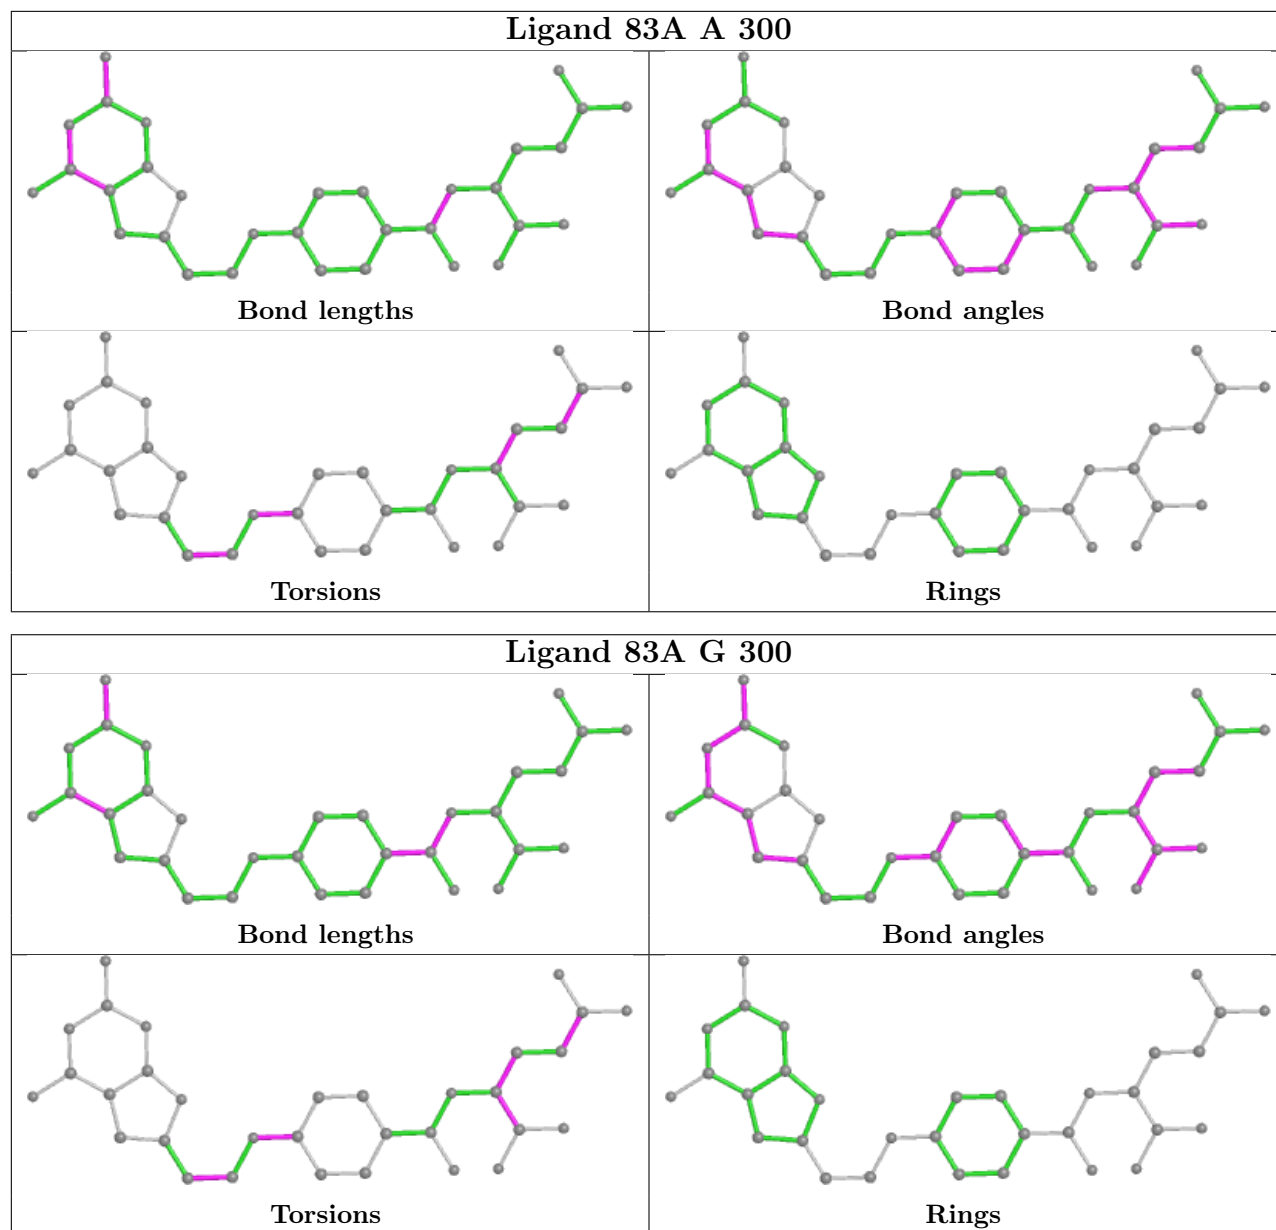 Ligand 83A A 300
Bond lengths
Bond angles
Torsions
Rings
Ligand 83A G 300
Bond lengths
Bond angles
Torsions
Rings